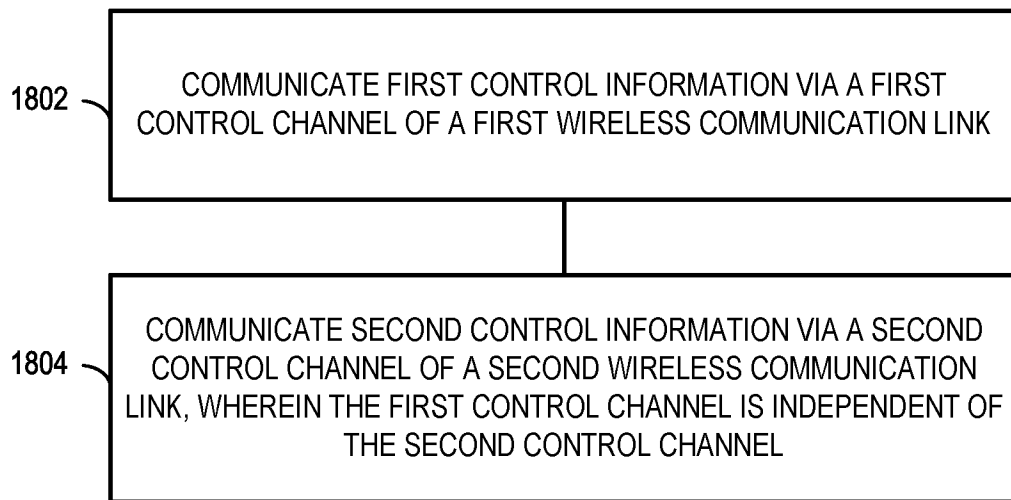 1802
COMMUNICATE FIRST CONTROL INFORMATION VIA A FIRST
CONTROL CHANNEL OF A FIRST WIRELESS COMMUNICATION LINK
1804
COMMUNICATE SECOND CONTROL INFORMATION VIA A SECOND
CONTROL CHANNEL OF A SECOND WIRELESS COMMUNICATION
LINK, WHEREIN THE FIRST CONTROL CHANNEL IS INDEPENDENT OF
THE SECOND CONTROL CHANNEL